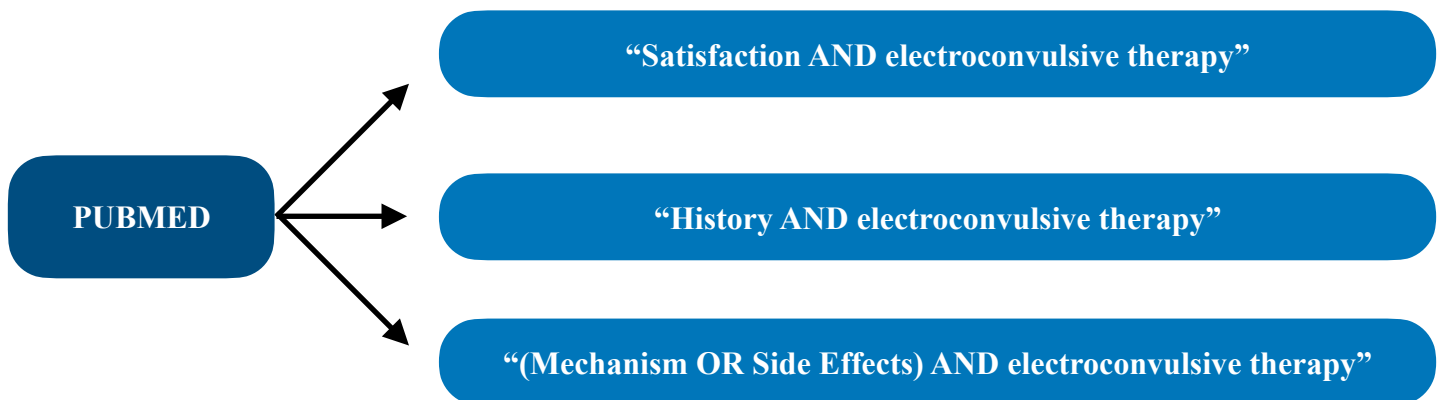 “Satisfaction AND electroconvulsive therapy”
PUBMED
“History AND electroconvulsive therapy”
“(Mechanism OR Side Effects) AND electroconvulsive therapy”